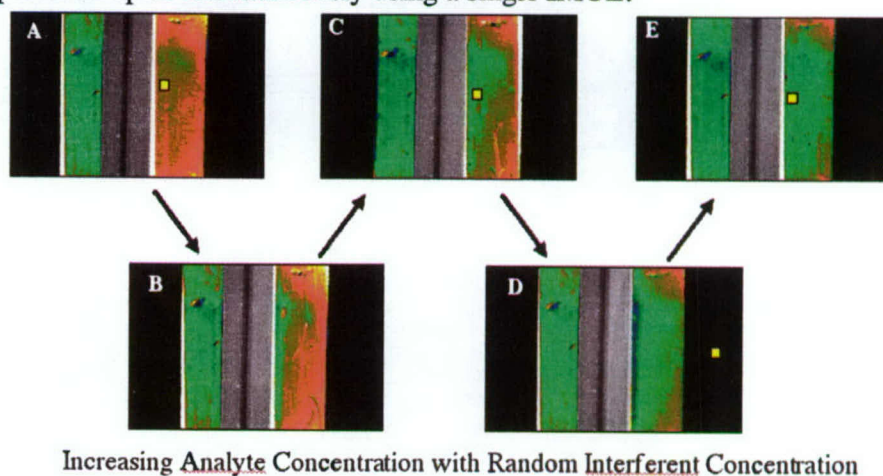 A
C
E
B
D
Increasing Analyte Concentration with Random Interferent Concentration